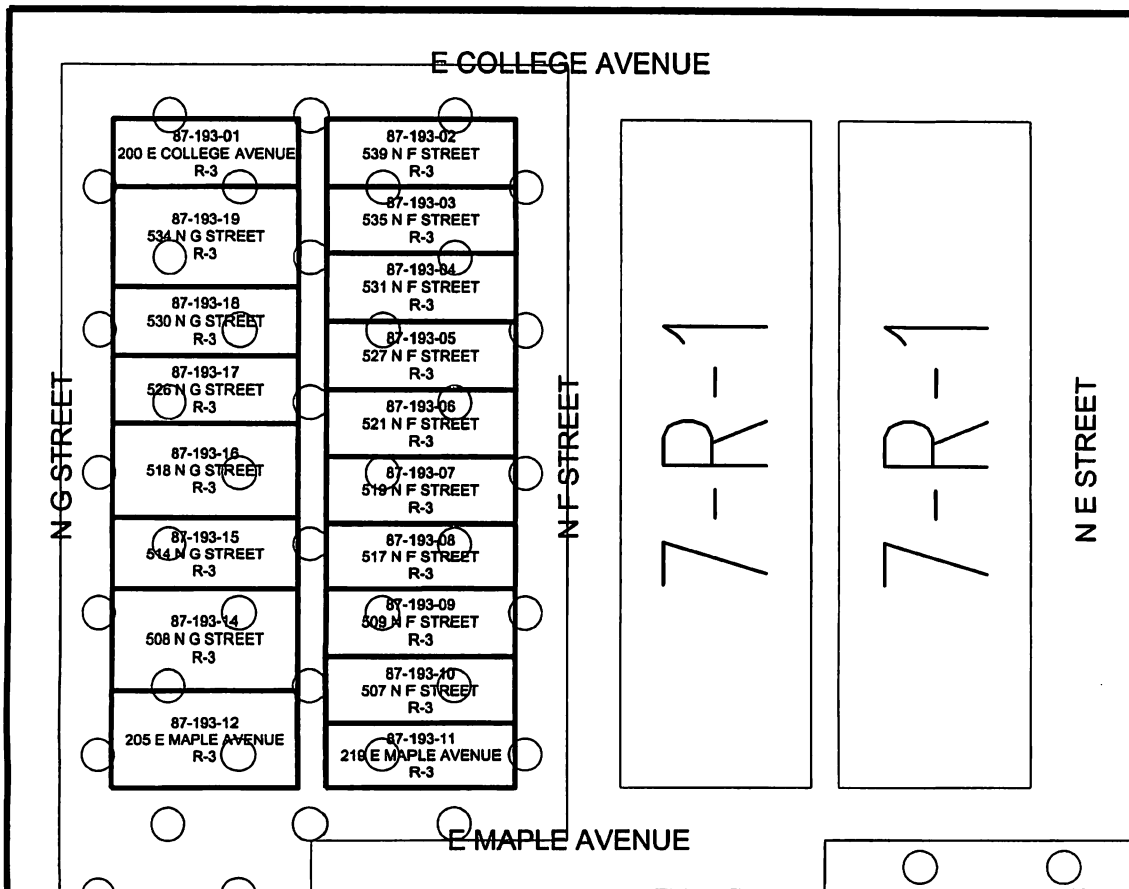 E COLLEGE AVENUE
87-193-01
200 E COLLEGE AVENUE
R-3
87-193-19
534 N G STREET
R-3
87-193-18
530 N G STREET
R-3
87-193-17
526 N G STREET
R-3
87-193-16
518 N G STREET
R-3
87-193-15
514 N G STREET
R-3
87-193-14
508 N G STREET
R-3
87-193-12
205 E MAPLE AVENUE
R-3
87-193-02
539 N F STREET
R-3
87-193-03
535 N F STREET
R-3
87-193-04
531 N F STREET
R-3
87-193-05
527 N F STREET
R-3
87-193-06
521 N F STREET
R-3
87-193-07
519 N F STREET
R-3
87-193-08
517 N F STREET
R-3
87-193-09
509 N F STREET
R-3
87-193-10
507 N F STREET
R-3
87-193-11
219 E MAPLE AVENUE
R-3
N G STREET
N F STREET
7-R-1
7-R-1
N E STREET
E MAPLE AVENUE